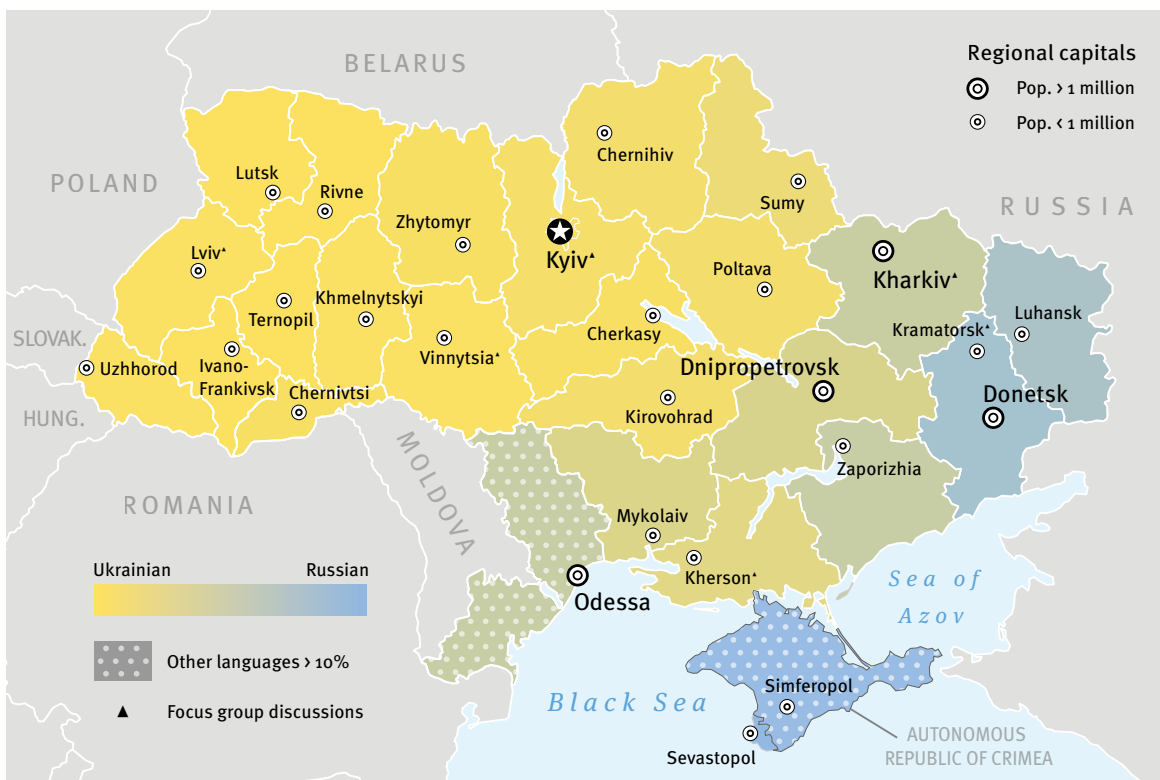 BELARUS
Regional capitals
Pop. > 1 million
Pop. < 1 million
Chernihiv
POLAND
Lutsk
Rivne
Sumy
RUSSIA
Zhytomyr
Kyiv▲
Lviv▲
Poltava
Kharkiv▲
Ternopil
Khmelnytskyi
Cherkasy
Kramatorsk▲
Luhansk
SLOVAK.
Uzhhorod
Ivano-
Frankivsk
Vinnytsia▲
Chernivtsi
Dnipropetrovsk
Donetsk
HUNG.
Kirovohrad
MOLDOVA
Zaporizhia
ROMANIA
Mykolaiv
Kherson▲
Odessa
Sea of
Azov
Ukrainian
Russian
Other languages > 10%
Focus group discussions
Black Sea
Simferopol
Sevastopol
AUTONOMOUS
REPUBLIC OF CRIMEA